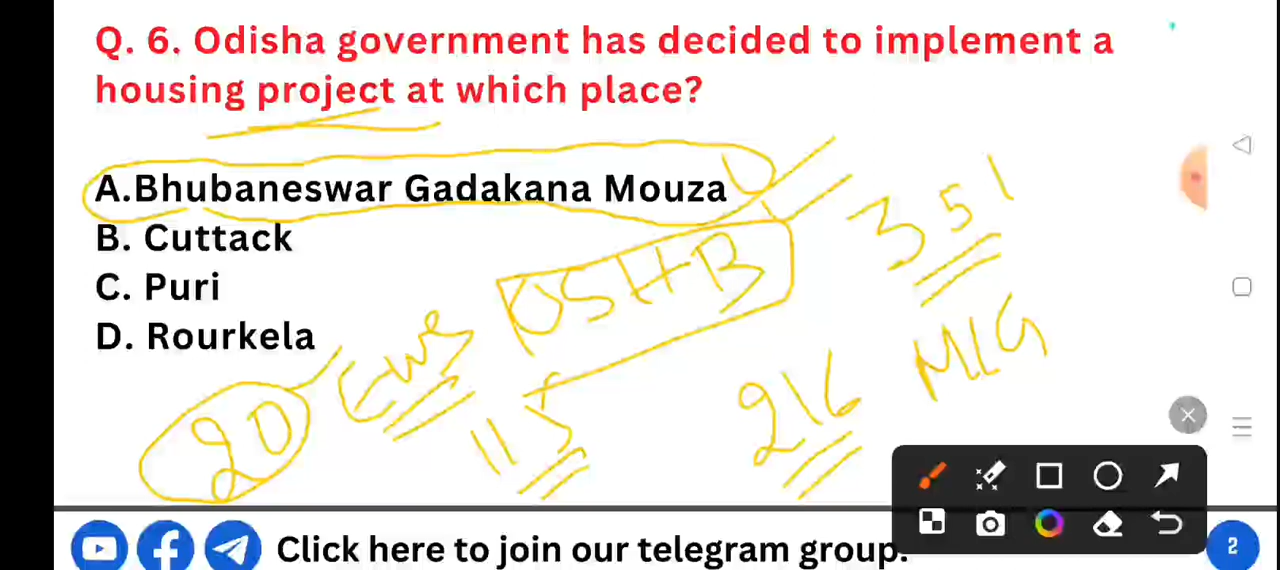 Q. 6. Odisha government has decided to implement a
housing project at which place?
A.Bhubaneswar Gadakana Mouza
B. Cuttack
C. Puri
D. Rourkela
351
OSHB
EWS
MIG
216
20
115
Click here to join our telegram group.
2